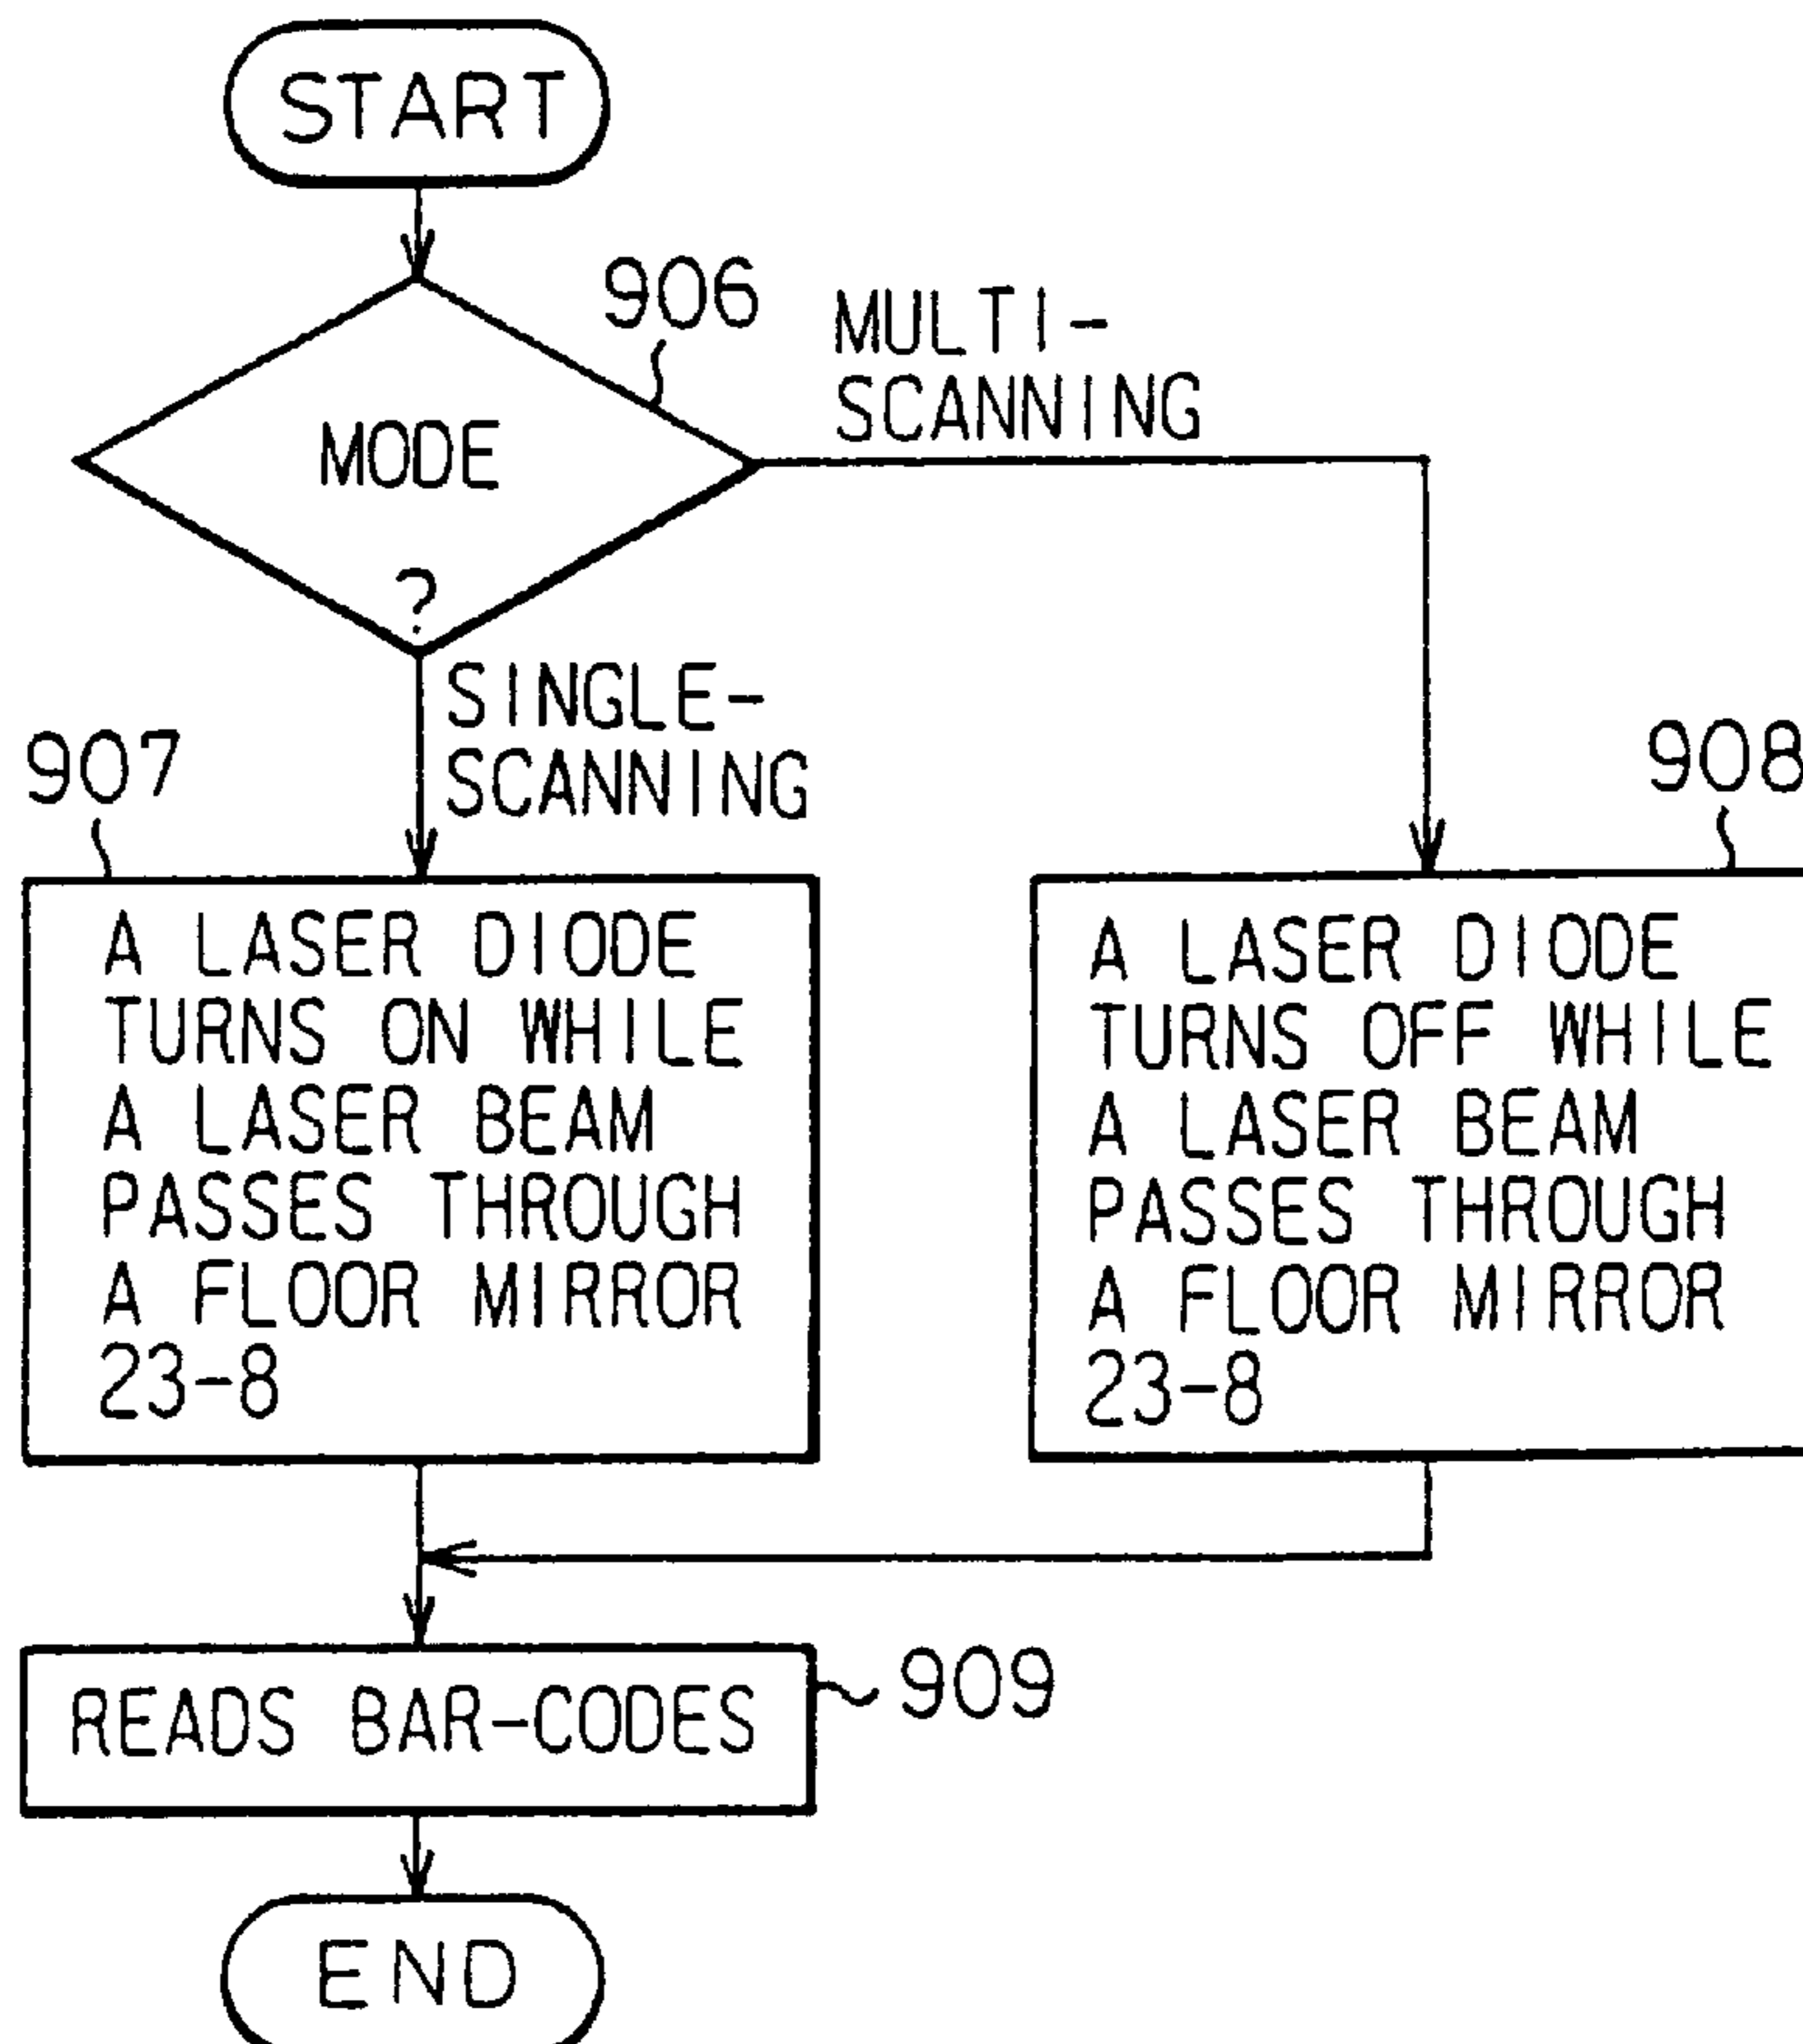 START
906
MULTI-
SCANNING
MODE
?
SINGLE-
SCANNING
907
908
A LASER DIODE
TURNS ON WHILE
A LASER BEAM
PASSES THROUGH
A FLOOR MIRROR
23-8
A LASER DIODE
TURNS OFF WHILE
A LASER BEAM
PASSES THROUGH
A FLOOR MIRROR
23-8
READS BAR-CODES
909
END